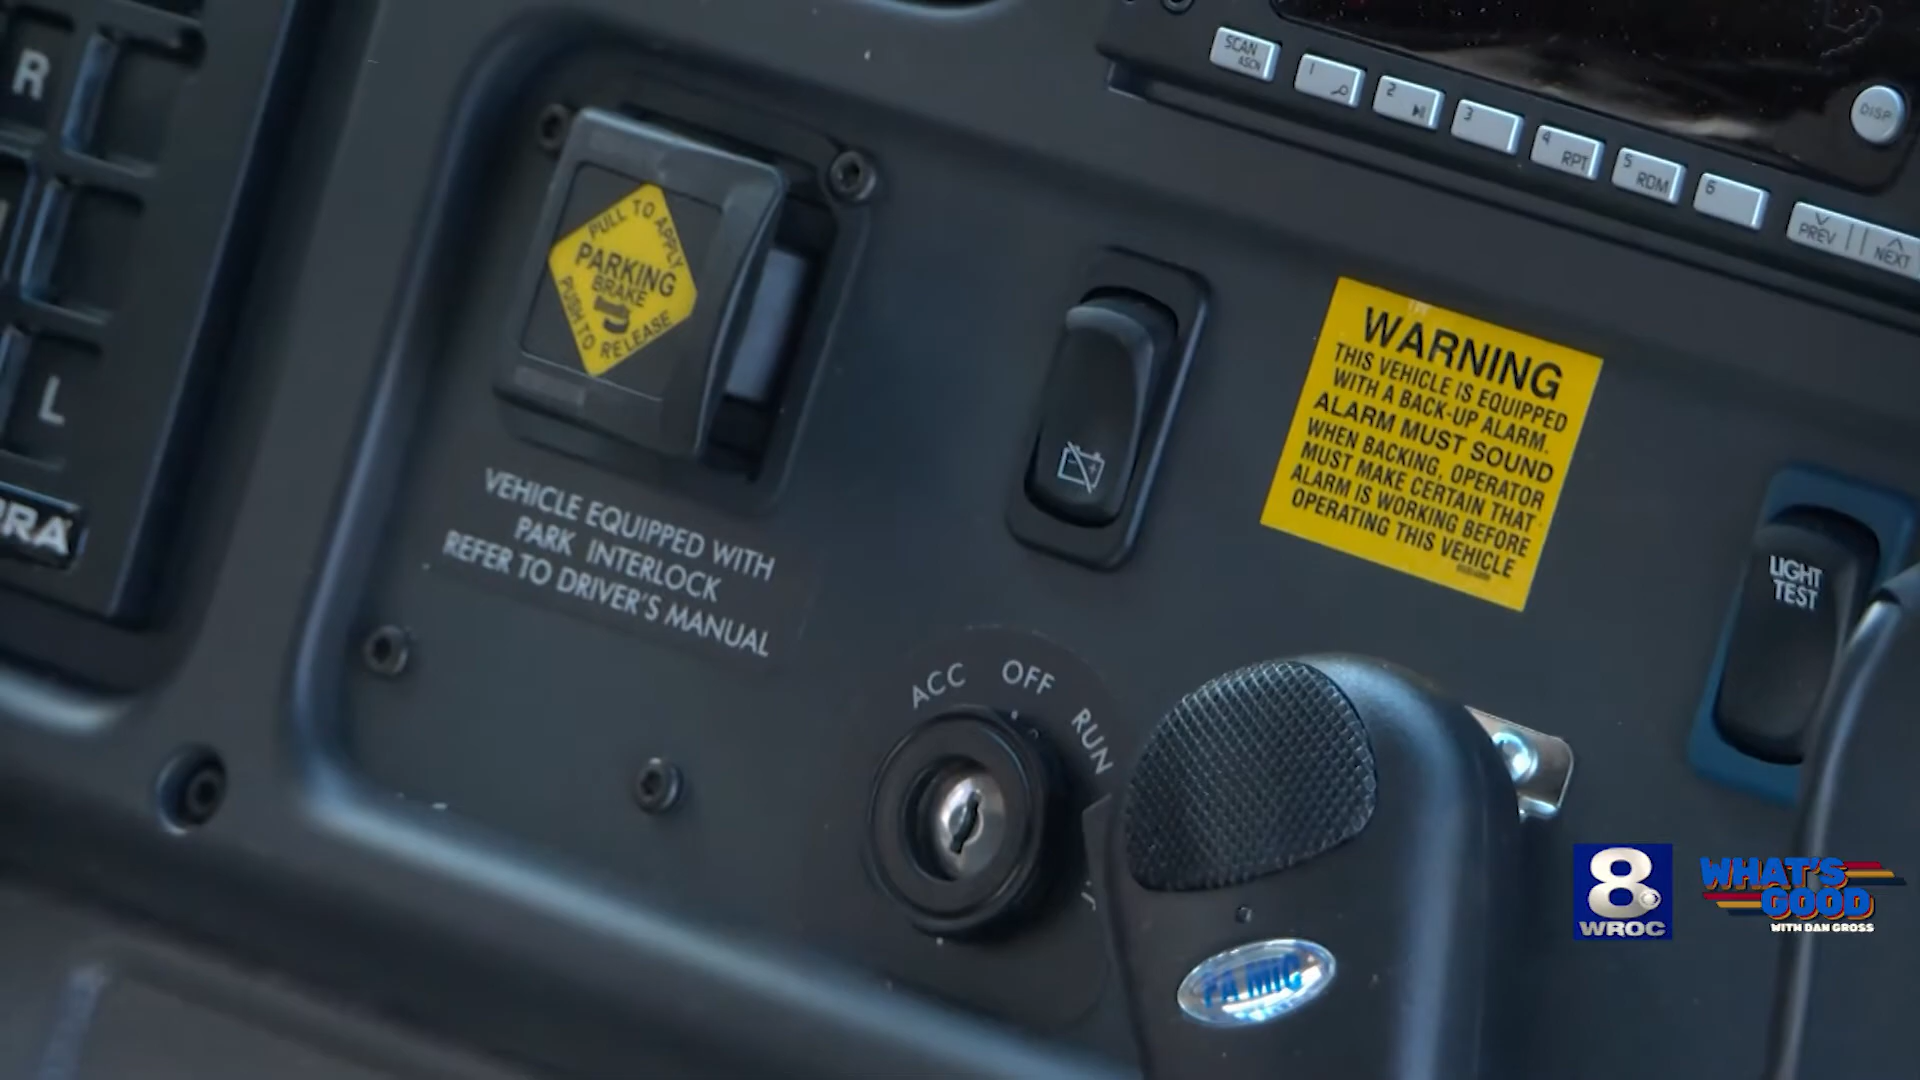 R
L
RRA
PULL TO APPLY
PARKING
BRAKE
PUSH TO RELEASE
VEHICLE EQUIPPED WITH
PARK INTERLOCK
REFER TO DRIVER'S MANUAL
SCAN
ASCN
1
2
3
4 RPT
5 RDM
6
PREV
NEXT
DISP
WARNING
THIS VEHICLE IS EQUIPPED
WITH A BACK-UP ALARM.
ALARM MUST SOUND
WHEN BACKING, OPERATOR
MUST MAKE CERTAIN THAT
ALARM IS WORKING BEFORE
OPERATING THIS VEHICLE
LIGHT
TEST
ACC OFF RUN
PA MIC
8
WROC
WHAT'S
GOOD
WITH DAN GROSS